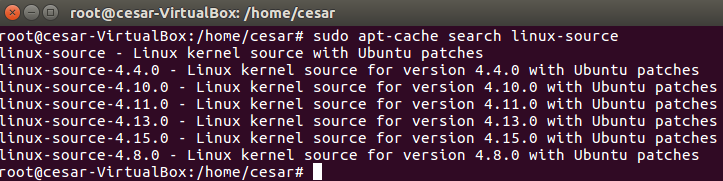 root@cesar-VirtualBox: /home/cesar
root@cesar-VirtualBox:/home/cesar# sudo apt-cache search linux-source
linux-source - Linux kernel source with Ubuntu patches
linux-source-4.4.0 - Linux kernel source for version 4.4.0 with Ubuntu patches
linux-source-4.10.0 - Linux kernel source for version 4.10.0 with Ubuntu patches
linux-source-4.11.0 - Linux kernel source for version 4.11.0 with Ubuntu patches
linux-source-4.13.0 - Linux kernel source for version 4.13.0 with Ubuntu patches
linux-source-4.15.0 - Linux kernel source for version 4.15.0 with Ubuntu patches
linux-source-4.8.0 - Linux kernel source for version 4.8.0 with Ubuntu patches
root@cesar-VirtualBox:/home/cesar#